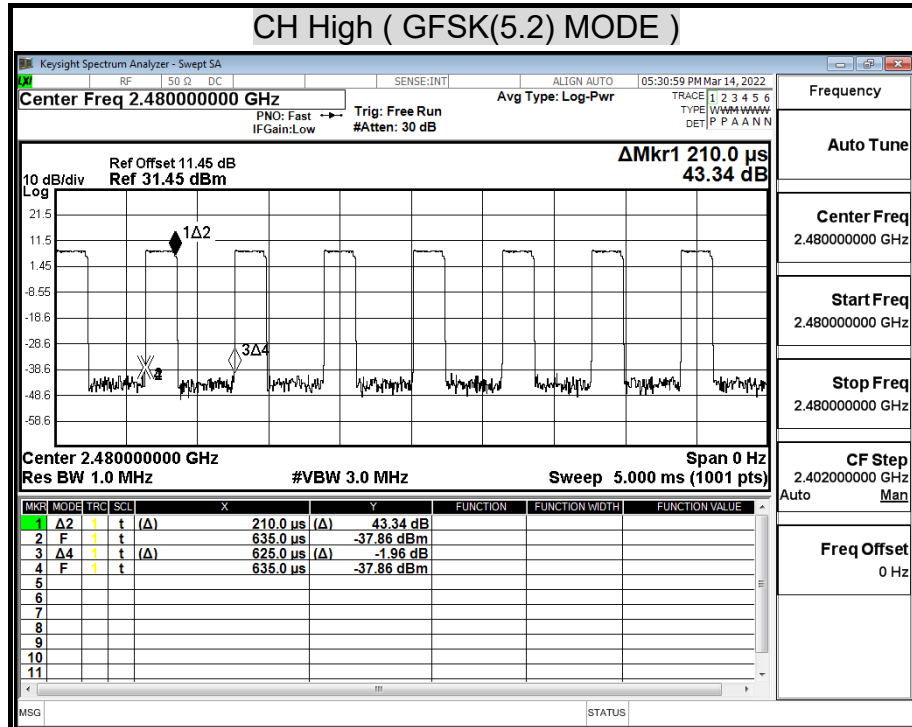 CH High ( GFSK(5.2) MODE )
Keysight Spectrum Analyzer - Swept SA
LXI RF 50 Ω DC SENSE:INT ALIGN AUTO 05:30:59 PM Mar 14, 2022
Center Freq 2.480000000 GHz
PNO: Fast
IFGain:Low
Trig: Free Run
#Atten: 30 dB
Avg Type: Log-Pwr
TRACE 1 2 3 4 5 6
TYPE WWMWWWW
DET P P A A N N
ΔMkr1 210.0 µs
43.34 dB
Ref Offset 11.45 dB
10 dB/div Ref 31.45 dBm
Log
21.5
11.5
1.45
-8.55
-18.6
-28.6
-38.6
-48.6
-58.6
1Δ2
3Δ4
Center 2.480000000 GHz Span 0 Hz
Res BW 1.0 MHz #VBW 3.0 MHz Sweep 5.000 ms (1001 pts)
MKR MODE TRC SCL X Y FUNCTION FUNCTION WIDTH FUNCTION VALUE
1 Δ2 1 t (Δ) 210.0 µs (Δ) 43.34 dB
2 F 1 t 635.0 µs -37.86 dBm
3 Δ4 1 t (Δ) 625.0 µs (Δ) -1.96 dB
4 F 1 t 635.0 µs -37.86 dBm
5
6
7
8
9
10
11
MSG STATUS
Frequency
Auto Tune
Center Freq
2.480000000 GHz
Start Freq
2.480000000 GHz
Stop Freq
2.480000000 GHz
CF Step
2.402000000 GHz
Auto Man
Freq Offset
0 Hz